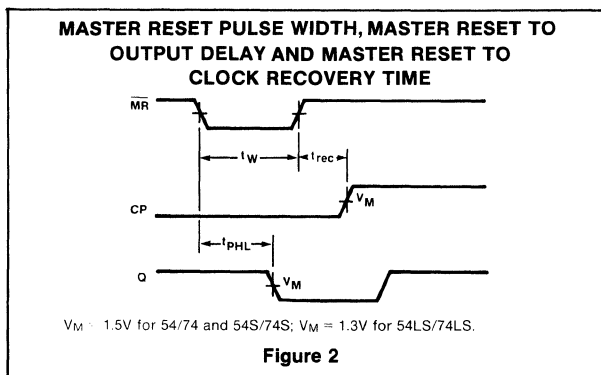 MASTER RESET PULSE WIDTH, MASTER RESET TO
OUTPUT DELAY AND MASTER RESET TO
CLOCK RECOVERY TIME
MR
tW
trec
CP
VM
tPHL
Q
VM
VM = 1.5V for 54/74 and 54S/74S; VM = 1.3V for 54LS/74LS.
Figure 2